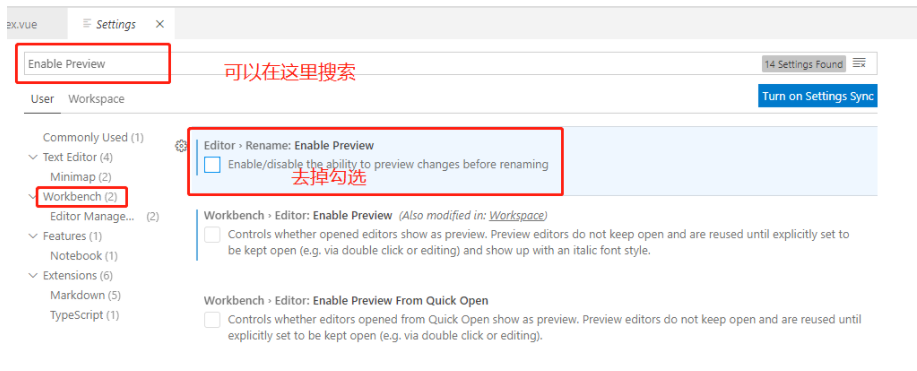 ex.vue
Settings
Enable Preview
可以在这里搜索
14 Settings Found
User Workspace
Turn on Settings Sync
Commonly Used (1)
Text Editor (4)
Minimap (2)
Workbench (2)
Editor Manage... (2)
Features (1)
Notebook (1)
Extensions (6)
Markdown (5)
TypeScript (1)
Editor › Rename: Enable Preview
Enable/disable the ability to preview changes before renaming
去掉勾选
Workbench › Editor: Enable Preview (Also modified in: Workspace)
Controls whether opened editors show as preview. Preview editors do not keep open and are reused until explicitly set to
be kept open (e.g. via double click or editing) and show up with an italic font style.
Workbench › Editor: Enable Preview From Quick Open
Controls whether editors opened from Quick Open show as preview. Preview editors do not keep open and are reused until
explicitly set to be kept open (e.g. via double click or editing).